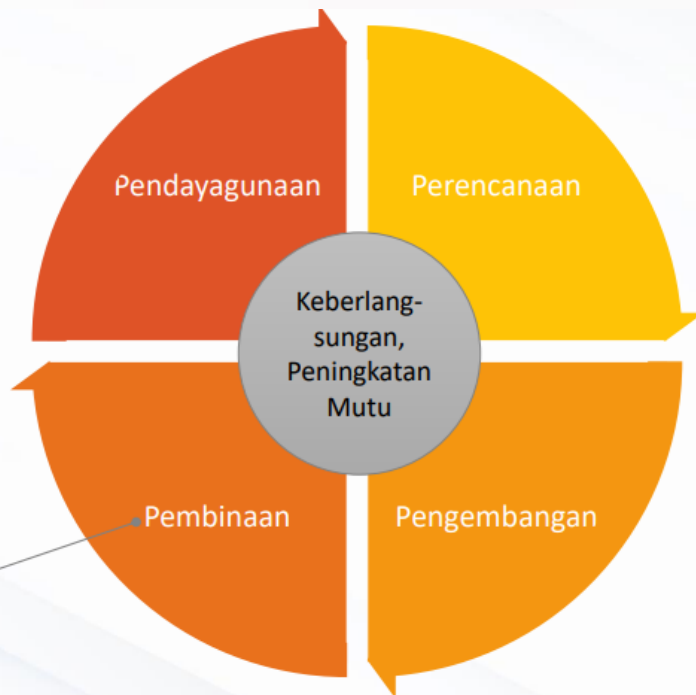 Pendayagunaan
Perencanaan
Keberlang-
sungan,
Peningkatan
Mutu
Pembinaan
Pengembangan